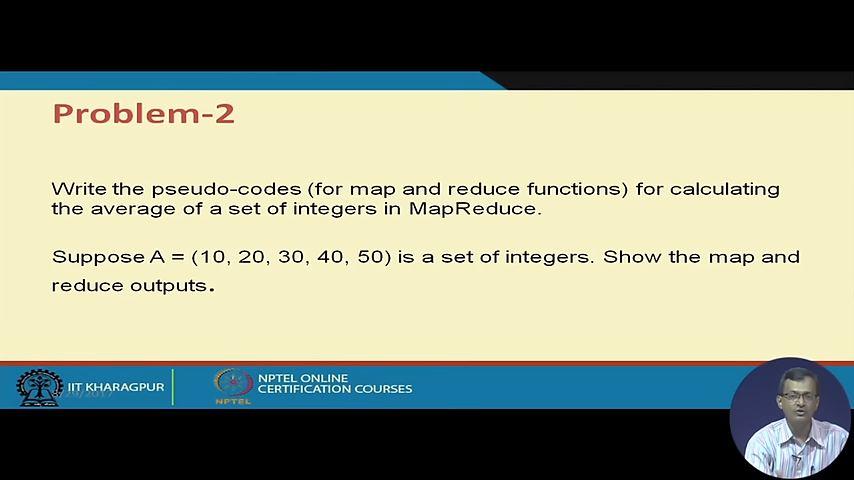 Problem-2
Write the pseudo-codes (for map and reduce functions) for calculating
the average of a set of integers in MapReduce.
Suppose A = (10, 20, 30, 40, 50) is a set of integers. Show the map and
reduce outputs.
IIT KHARAGPUR
NPTEL
NPTEL ONLINE
CERTIFICATION COURSES